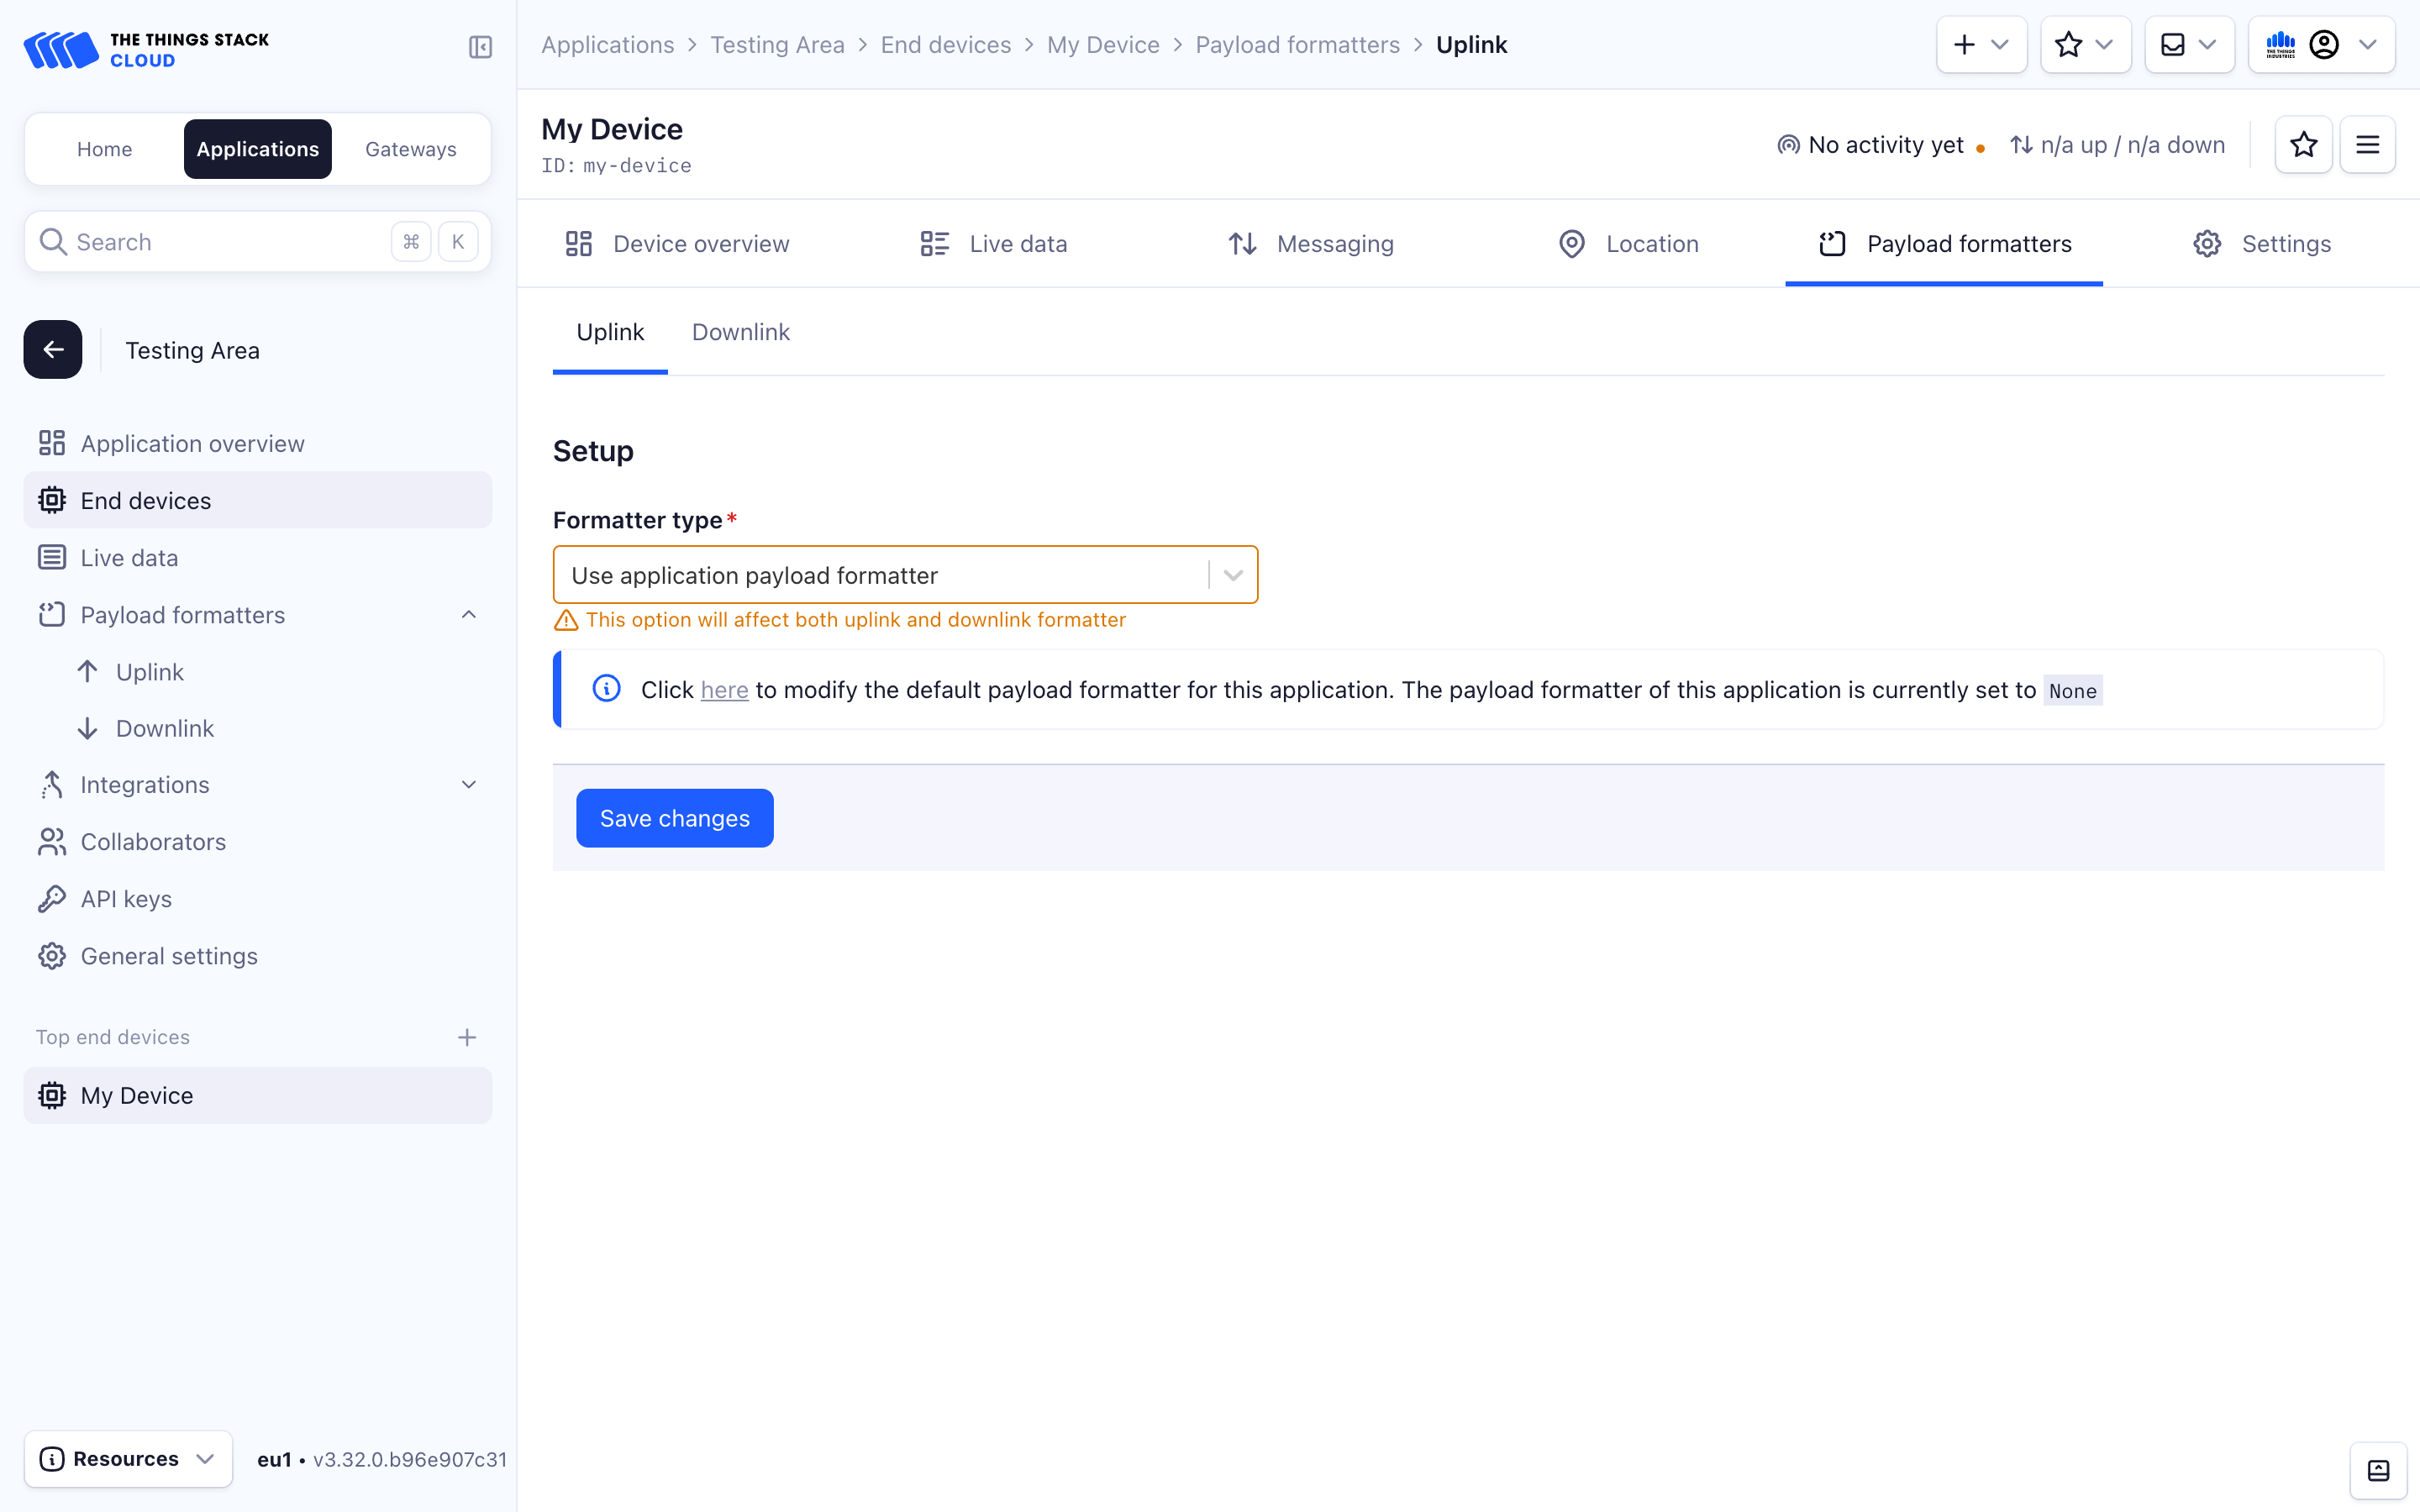 THE THINGS STACK
CLOUD
Home
Applications
Gateways
Search
⌘
K
Testing Area
Application overview
End devices
Live data
Payload formatters
Uplink
Downlink
Integrations
Collaborators
API keys
General settings
Top end devices
My Device
Resources
eu1 • v3.32.0.b96e907c31
Applications > Testing Area > End devices > My Device > Payload formatters > Uplink
THE THINGS
INDUSTRIES
My Device
ID: my-device
No activity yet
n/a up / n/a down
Device overview
Live data
Messaging
Location
Payload formatters
Settings
Uplink
Downlink
Setup
Formatter type*
Use application payload formatter
This option will affect both uplink and downlink formatter
Click here to modify the default payload formatter for this application. The payload formatter of this application is currently set to None
Save changes